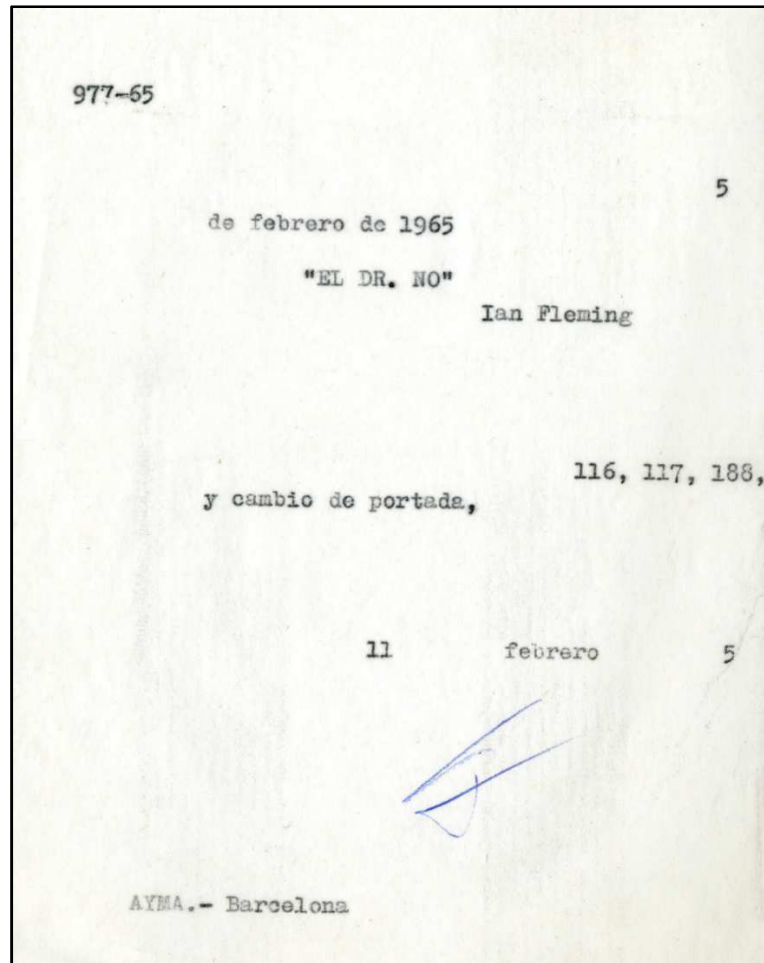 977-65
5
de febrero de 1965
"EL DR. NO"
Ian Fleming
116, 117, 188,
y cambio de portada,
11 febrero 5
AYMA.- Barcelona